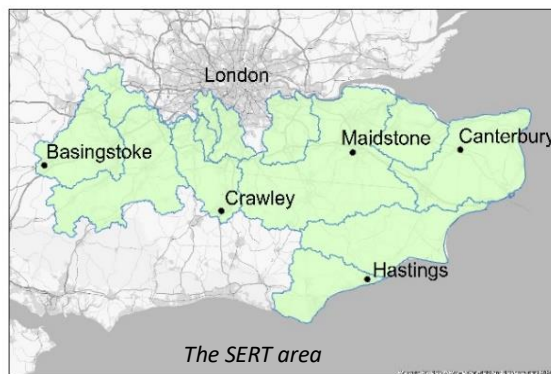 London
Basingstoke
Maidstone
Canterbury
Crawley
Hastings
The SERT area